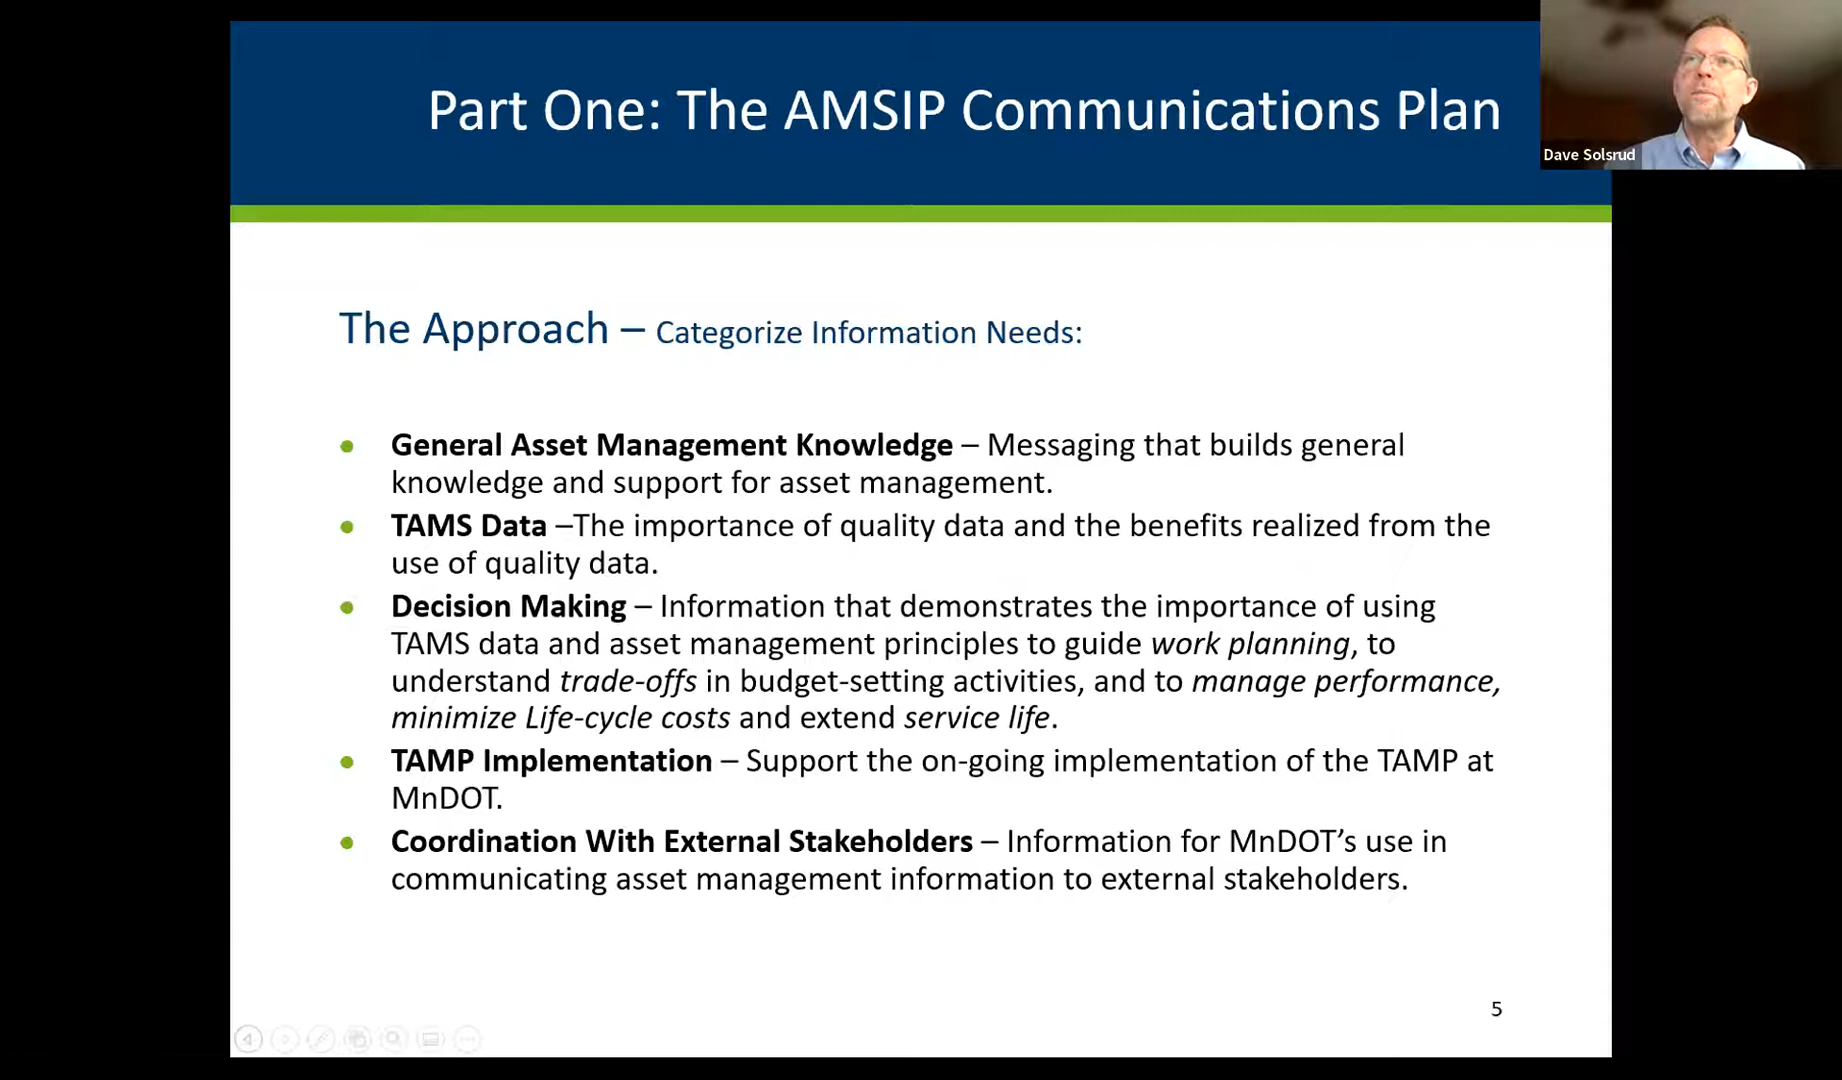 Part One: The AMSIP Communications Plan
Dave Solsrud
The Approach – Categorize Information Needs:
• General Asset Management Knowledge – Messaging that builds general
knowledge and support for asset management.
• TAMS Data –The importance of quality data and the benefits realized from the
use of quality data.
• Decision Making – Information that demonstrates the importance of using
TAMS data and asset management principles to guide work planning, to
understand trade-offs in budget-setting activities, and to manage performance,
minimize Life-cycle costs and extend service life.
• TAMP Implementation – Support the on-going implementation of the TAMP at
MnDOT.
• Coordination With External Stakeholders – Information for MnDOT’s use in
communicating asset management information to external stakeholders.
5